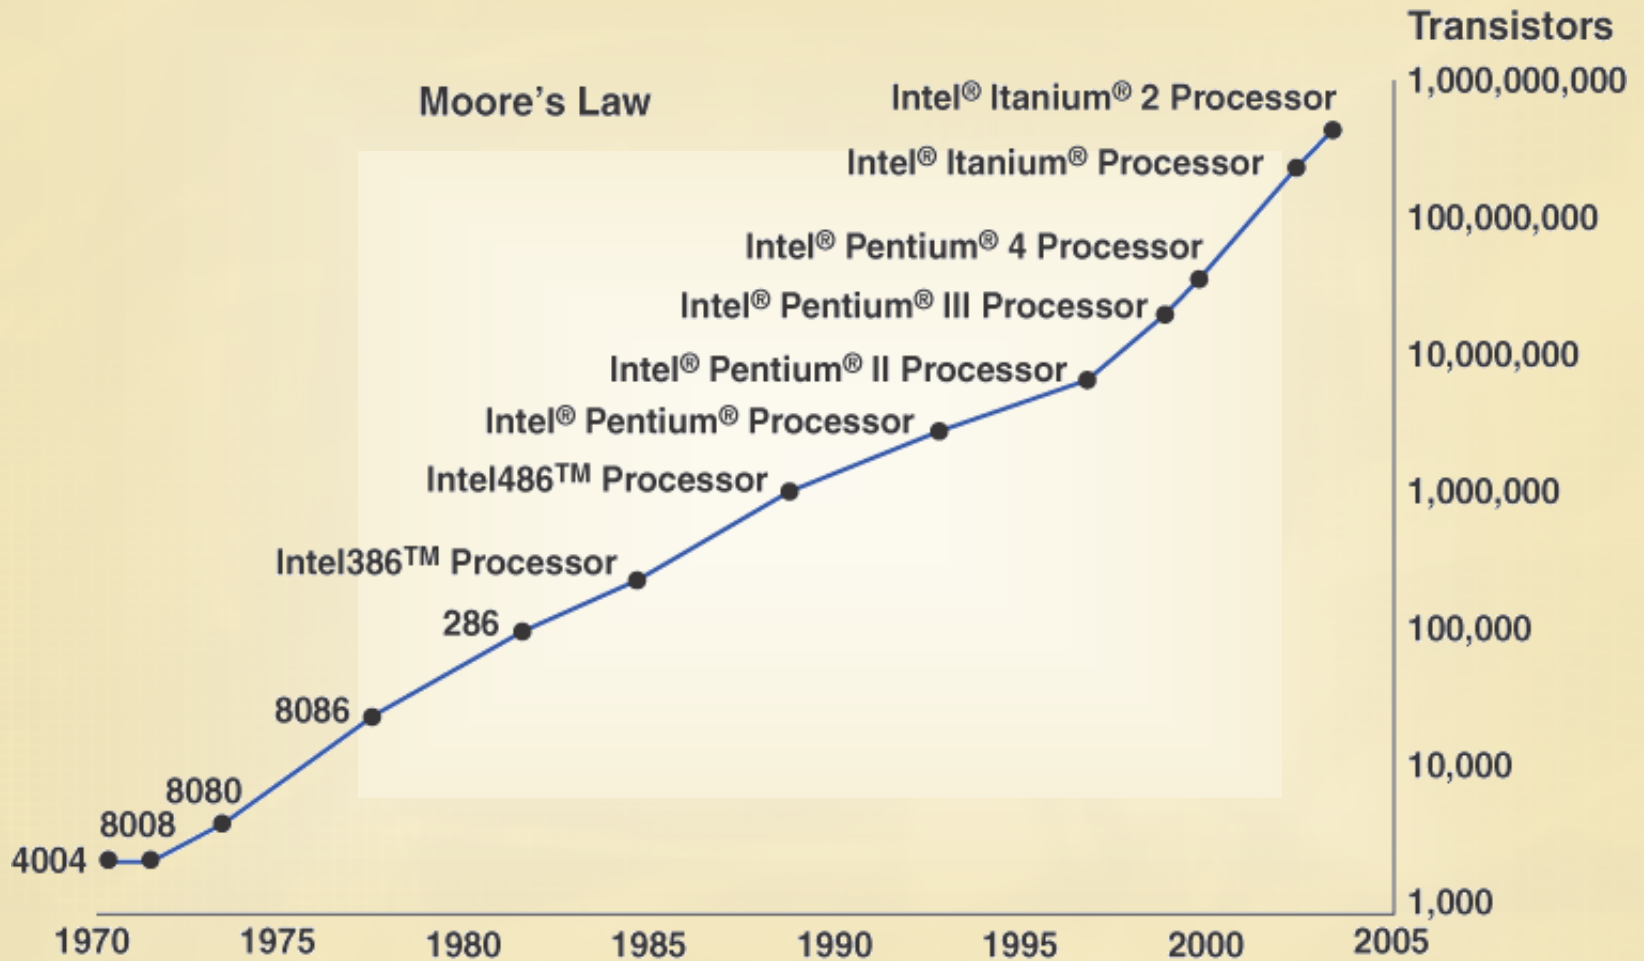 Transistors
1,000,000,000
Moore’s Law
Intel® Itanium® 2 Processor
Intel® Itanium® Processor
100,000,000
Intel® Pentium® 4 Processor
Intel® Pentium® III Processor
10,000,000
Intel® Pentium® II Processor
Intel® Pentium® Processor
Intel486™ Processor
1,000,000
Intel386™ Processor
286
100,000
8086
10,000
8080
8008
4004
1,000
1970 1975 1980 1985 1990 1995 2000 2005